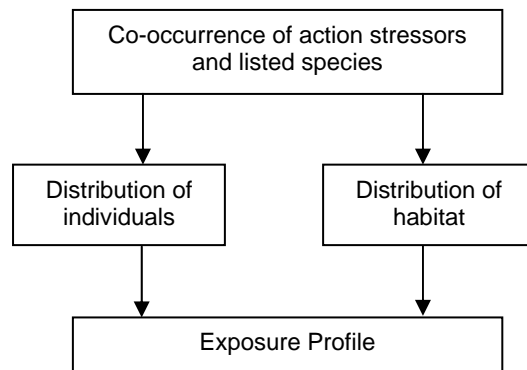 Co-occurrence of action stressors
and listed species
Distribution of
individuals
Distribution of
habitat
Exposure Profile